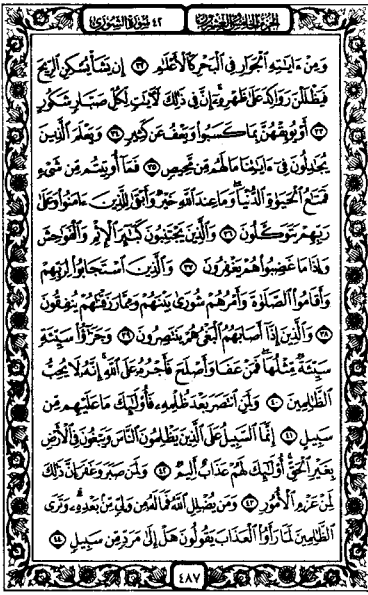 الجزء الخامس والعشرون
٤٢ سورة الشورى
وَمِنْ ءَايَٰتِهِ ٱلْجَوَارِ فِى ٱلْبَحْرِ كَٱلْأَعْلَٰمِ ٣٢ إِن يَشَأْ يُسْكِنِ ٱلرِّيحَ
فَيَظْلَلْنَ رَوَاكِدَ عَلَىٰ ظَهْرِهِۦٓ ۚ إِنَّ فِى ذَٰلِكَ لَءَايَٰتٍ لِّكُلِّ صَبَّارٍ شَكُورٍ
٣٣ أَوْ يُوبِقْهُنَّ بِمَا كَسَبُوا۟ وَيَعْفُ عَن كَثِيرٍ ٣٤ وَيَعْلَمَ ٱلَّذِينَ
يُجَٰدِلُونَ فِىٓ ءَايَٰتِنَا مَا لَهُم مِّن مَّحِيصٍ ٣٥ فَمَآ أُوتِيتُم مِّن شَىْءٍ
فَمَتَٰعُ ٱلْحَيَوٰةِ ٱلدُّنْيَا ۖ وَمَا عِندَ ٱللَّهِ خَيْرٌ وَأَبْقَىٰ لِلَّذِينَ ءَامَنُوا۟ وَعَلَىٰ
رَبِّهِمْ يَتَوَكَّلُونَ ٣٦ وَٱلَّذِينَ يَجْتَنِبُونَ كَبَٰٓئِرَ ٱلْإِثْمِ وَٱلْفَوَٰحِشَ
وَإِذَا مَا غَضِبُوا۟ هُمْ يَغْفِرُونَ ٣٧ وَٱلَّذِينَ ٱسْتَجَابُوا۟ لِرَبِّهِمْ
وَأَقَامُوا۟ ٱلصَّلَوٰةَ وَأَمْرُهُمْ شُورَىٰ بَيْنَهُمْ وَمِمَّا رَزَقْنَٰهُمْ يُنفِقُونَ
٣٨ وَٱلَّذِينَ إِذَآ أَصَابَهُمُ ٱلْبَغْىُ هُمْ يَنتَصِرُونَ ٣٩ وَجَزَٰٓؤُا۟ سَيِّئَةٍ
سَيِّئَةٌ مِّثْلُهَا ۖ فَمَنْ عَفَا وَأَصْلَحَ فَأَجْرُهُۥ عَلَى ٱللَّهِ ۚ إِنَّهُۥ لَا يُحِبُّ
ٱلظَّٰلِمِينَ ٤٠ وَلَمَنِ ٱنتَصَرَ بَعْدَ ظُلْمِهِۦ فَأُو۟لَٰٓئِكَ مَا عَلَيْهِم مِّن
سَبِيلٍ ٤١ إِنَّمَا ٱلسَّبِيلُ عَلَى ٱلَّذِينَ يَظْلِمُونَ ٱلنَّاسَ وَيَبْغُونَ فِى ٱلْأَرْضِ
بِغَيْرِ ٱلْحَقِّ ۚ أُو۟لَٰٓئِكَ لَهُمْ عَذَابٌ أَلِيمٌ ٤٢ وَلَمَن صَبَرَ وَغَفَرَ إِنَّ ذَٰلِكَ
لَمِنْ عَزْمِ ٱلْأُمُورِ ٤٣ وَمَن يُضْلِلِ ٱللَّهُ فَمَا لَهُۥ مِن وَلِىٍّ مِّنۢ بَعْدِهِۦ ۗ وَتَرَى
ٱلظَّٰلِمِينَ لَمَّا رَأَوُا۟ ٱلْعَذَابَ يَقُولُونَ هَلْ إِلَىٰ مَرَدٍّ مِّن سَبِيلٍ ٤٤
٤٨٧